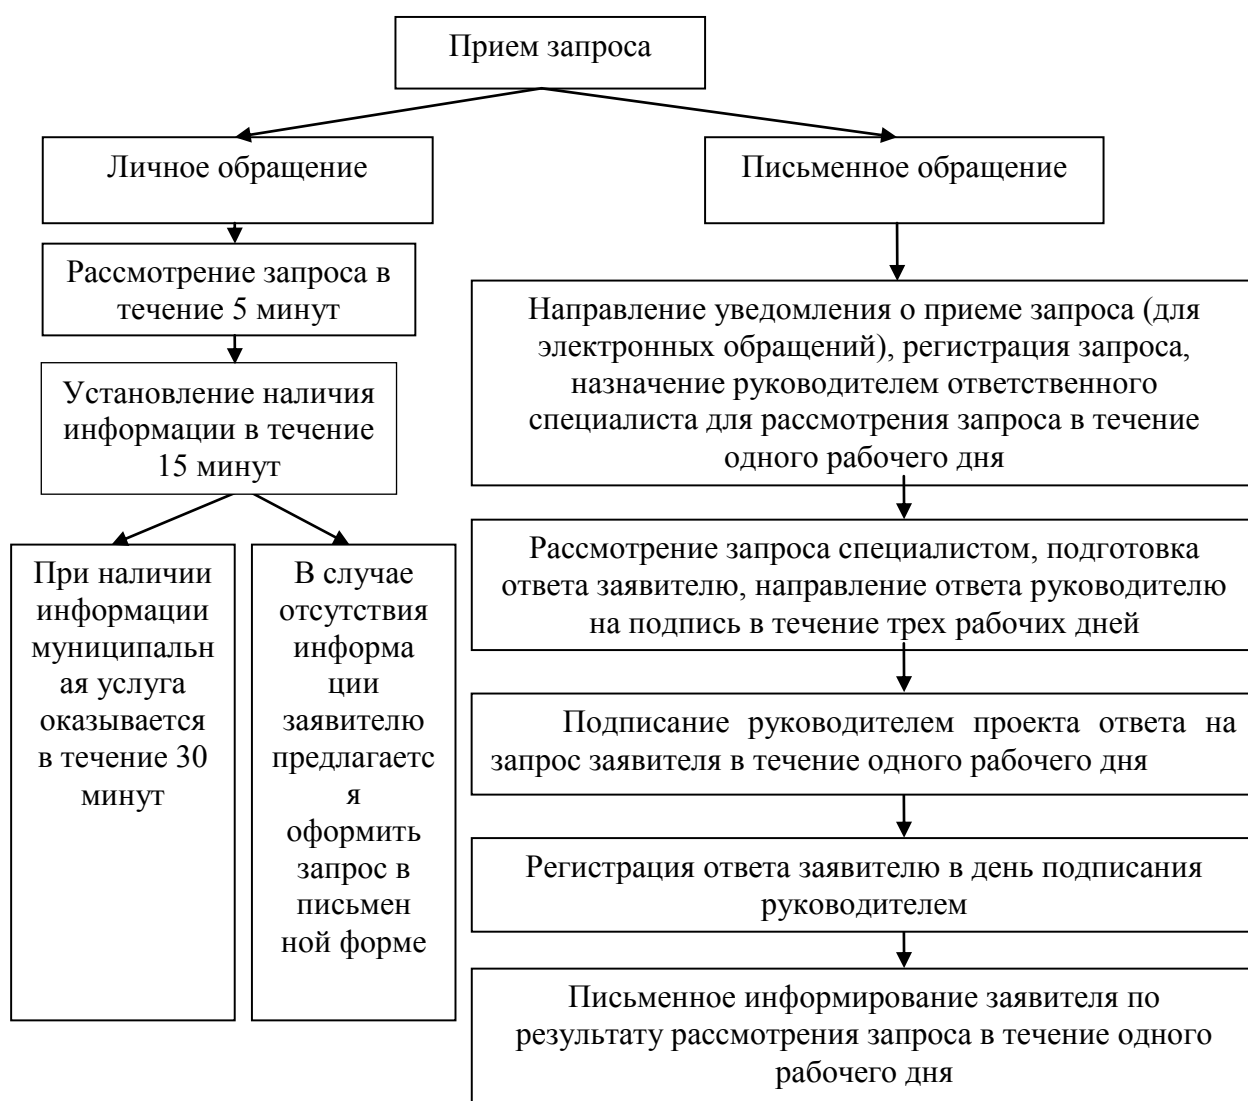 Прием запроса
Личное обращение
Письменное обращение
Рассмотрение запроса в
течение 5 минут
Установление наличия
информации в течение
15 минут
При наличии
информации
муниципальн
ая услуга
оказывается
в течение 30
минут
В случае
отсутствия
информа
ции
заявителю
предлагаетс
я
оформить
запрос в
письмен
ной форме
Направление уведомления о приеме запроса (для
электронных обращений), регистрация запроса,
назначение руководителем ответственного
специалиста для рассмотрения запроса в течение
одного рабочего дня
Рассмотрение запроса специалистом, подготовка
ответа заявителю, направление ответа руководителю
на подпись в течение трех рабочих дней
Подписание руководителем проекта ответа на
запрос заявителя в течение одного рабочего дня
Регистрация ответа заявителю в день подписания
руководителем
Письменное информирование заявителя по
результату рассмотрения запроса в течение одного
рабочего дня